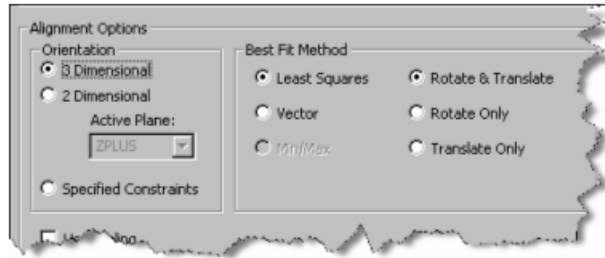 Alignment Options
Orientation
3 Dimensional
2 Dimensional
Active Plane:
ZPLUS
Specified Constraints
Best Fit Method
Least Squares
Vector
Min/Max
Rotate & Translate
Rotate Only
Translate Only